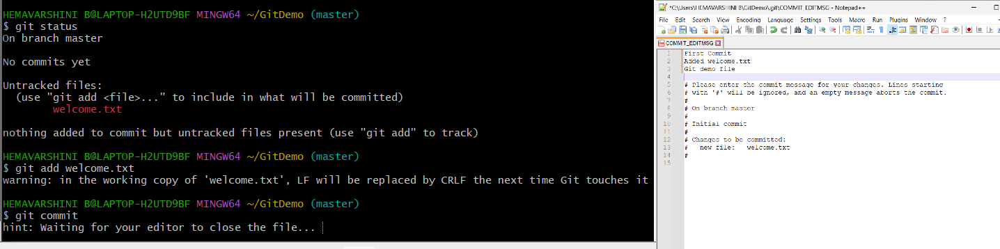 HEMAVARSHINI B@LAPTOP-H2UTD9BF MINGW64 ~/GitDemo (master)
$ git status
On branch master
No commits yet
Untracked files:
(use "git add <file>..." to include in what will be committed)
welcome.txt
nothing added to commit but untracked files present (use "git add" to track)
HEMAVARSHINI B@LAPTOP-H2UTD9BF MINGW64 ~/GitDemo (master)
$ git add welcome.txt
warning: in the working copy of 'welcome.txt', LF will be replaced by CRLF the next time Git touches it
HEMAVARSHINI B@LAPTOP-H2UTD9BF MINGW64 ~/GitDemo (master)
$ git commit
hint: Waiting for your editor to close the file...
*C:\Users\HEMAVARSHINI B\GitDemo\.git\COMMIT_EDITMSG - Notepad++
File Edit Search View Encoding Language Settings Tools Macro Run Plugins Window ?
COMMIT_EDITMSG
1 First Commit
2 Added welcome.txt
3 Git demo file
4
5 # Please enter the commit message for your changes. Lines starting
6 # with '#' will be ignored, and an empty message aborts the commit.
7 #
8 # On branch master
9 #
10 # Initial commit
11 #
12 # Changes to be committed:
13 # new file: welcome.txt
14 #
15